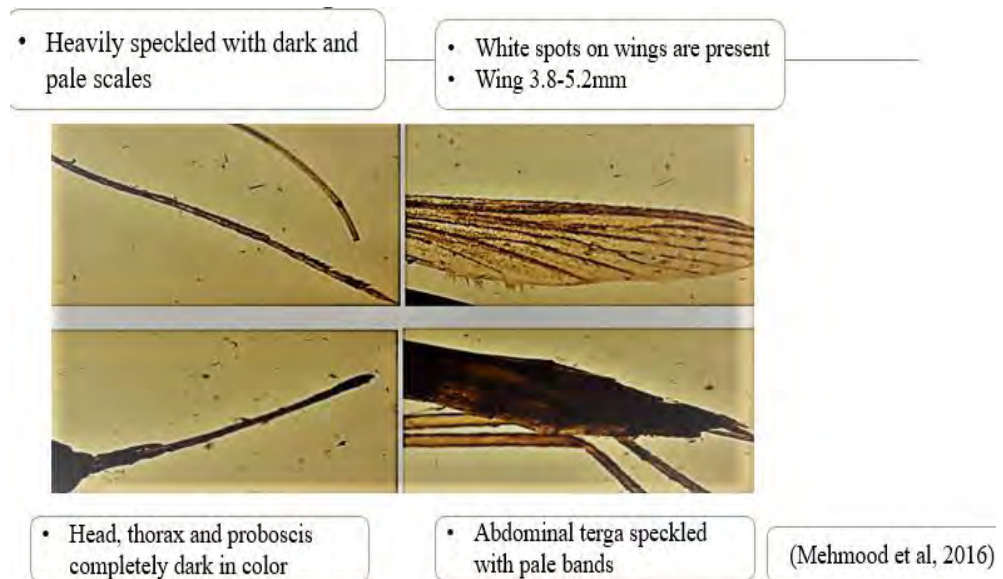 • Heavily speckled with dark and
pale scales
• White spots on wings are present
• Wing 3.8-5.2mm
• Head, thorax and proboscis
completely dark in color
• Abdominal terga speckled
with pale bands
(Mehmood et al, 2016)